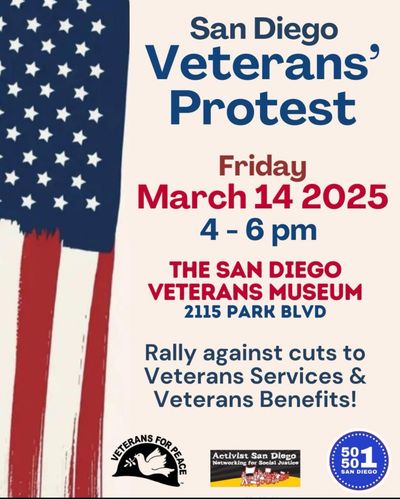 San Diego
Veterans’
Protest
Friday
March 14 2025
4 - 6 pm
THE SAN DIEGO
VETERANS MUSEUM
2115 PARK BLVD
Rally against cuts to
Veterans Services &
Veterans Benefits!
VETERANS FOR PEACE
Activist San Diego
Networking for Social Justice
50
50 1
SAN DIEGO